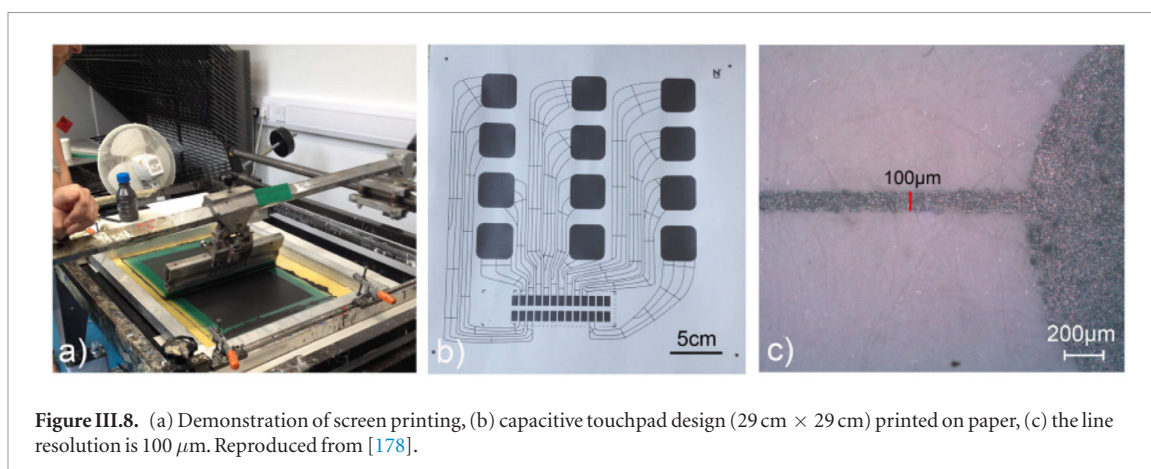 a)
N
b)
5cm
100μm
c)
200μm
Figure III.8. (a) Demonstration of screen printing, (b) capacitive touchpad design (29 cm × 29 cm) printed on paper, (c) the line
resolution is 100 μm. Reproduced from [178].